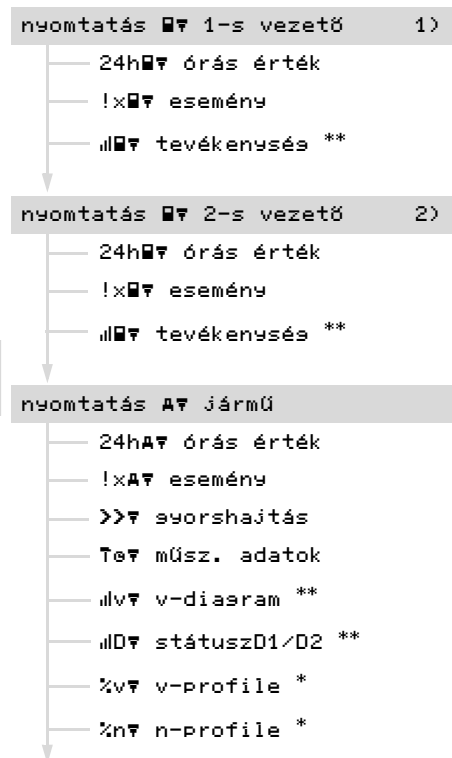 nyomtatás 1-s vezető 1)
24h órás érték
!x esemény
tevékenység **
nyomtatás 2-s vezető 2)
24h órás érték
!x esemény
tevékenység **
nyomtatás jármű
24h órás érték
!x esemény
>> gyorshajtás
műsz. adatok
v v-diagram **
D státuszD1/D2 **
%v v-profile *
%n n-profile *